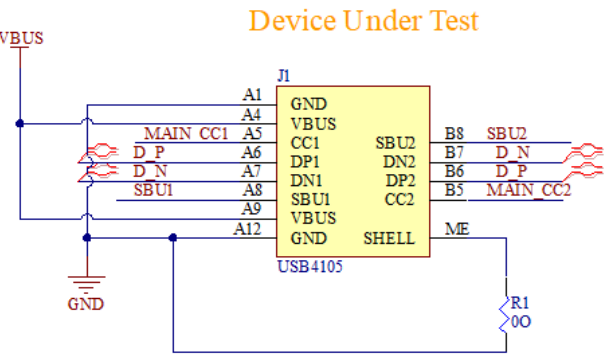 Device Under Test
VBUS
J1
A1 GND
A4 VBUS
MAIN_CC1 A5 CC1 SBU2 B8 SBU2
D_P A6 DP1 DN2 B7 D_N
D_N A7 DN1 DP2 B6 D_P
SBU1 A8 SBU1 CC2 B5 MAIN_CC2
A9 VBUS
A12 GND SHELL ME
USB4105
GND
R1
0O